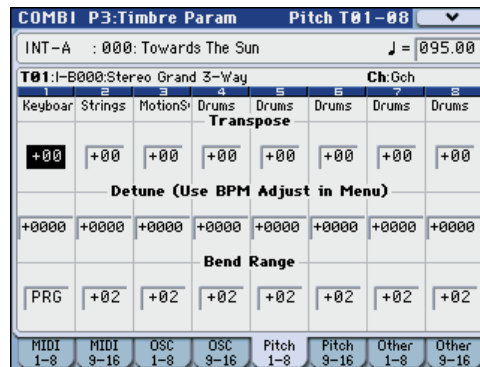 COMBI P3:Timbre Param Pitch T01-08
INT-A :000: Towards The Sun ♩= 095.00
T01:I-B000:Stereo Grand 3-Way Ch:Gch
1 2 3 4 5 6 7 8
Keyboar Strings MotionS Drums Drums Drums Drums Drums
Transpose
+00 +00 +00 +00 +00 +00 +00 +00
Detune (Use BPM Adjust in Menu)
+0000 +0000 +0000 +0000 +0000 +0000 +0000 +0000
Bend Range
PRG +02 +02 +02 +02 +02 +02 +02
MIDI 1-8 MIDI 9-16 OSC 1-8 OSC 9-16 Pitch 1-8 Pitch 9-16 Other 1-8 Other 9-16